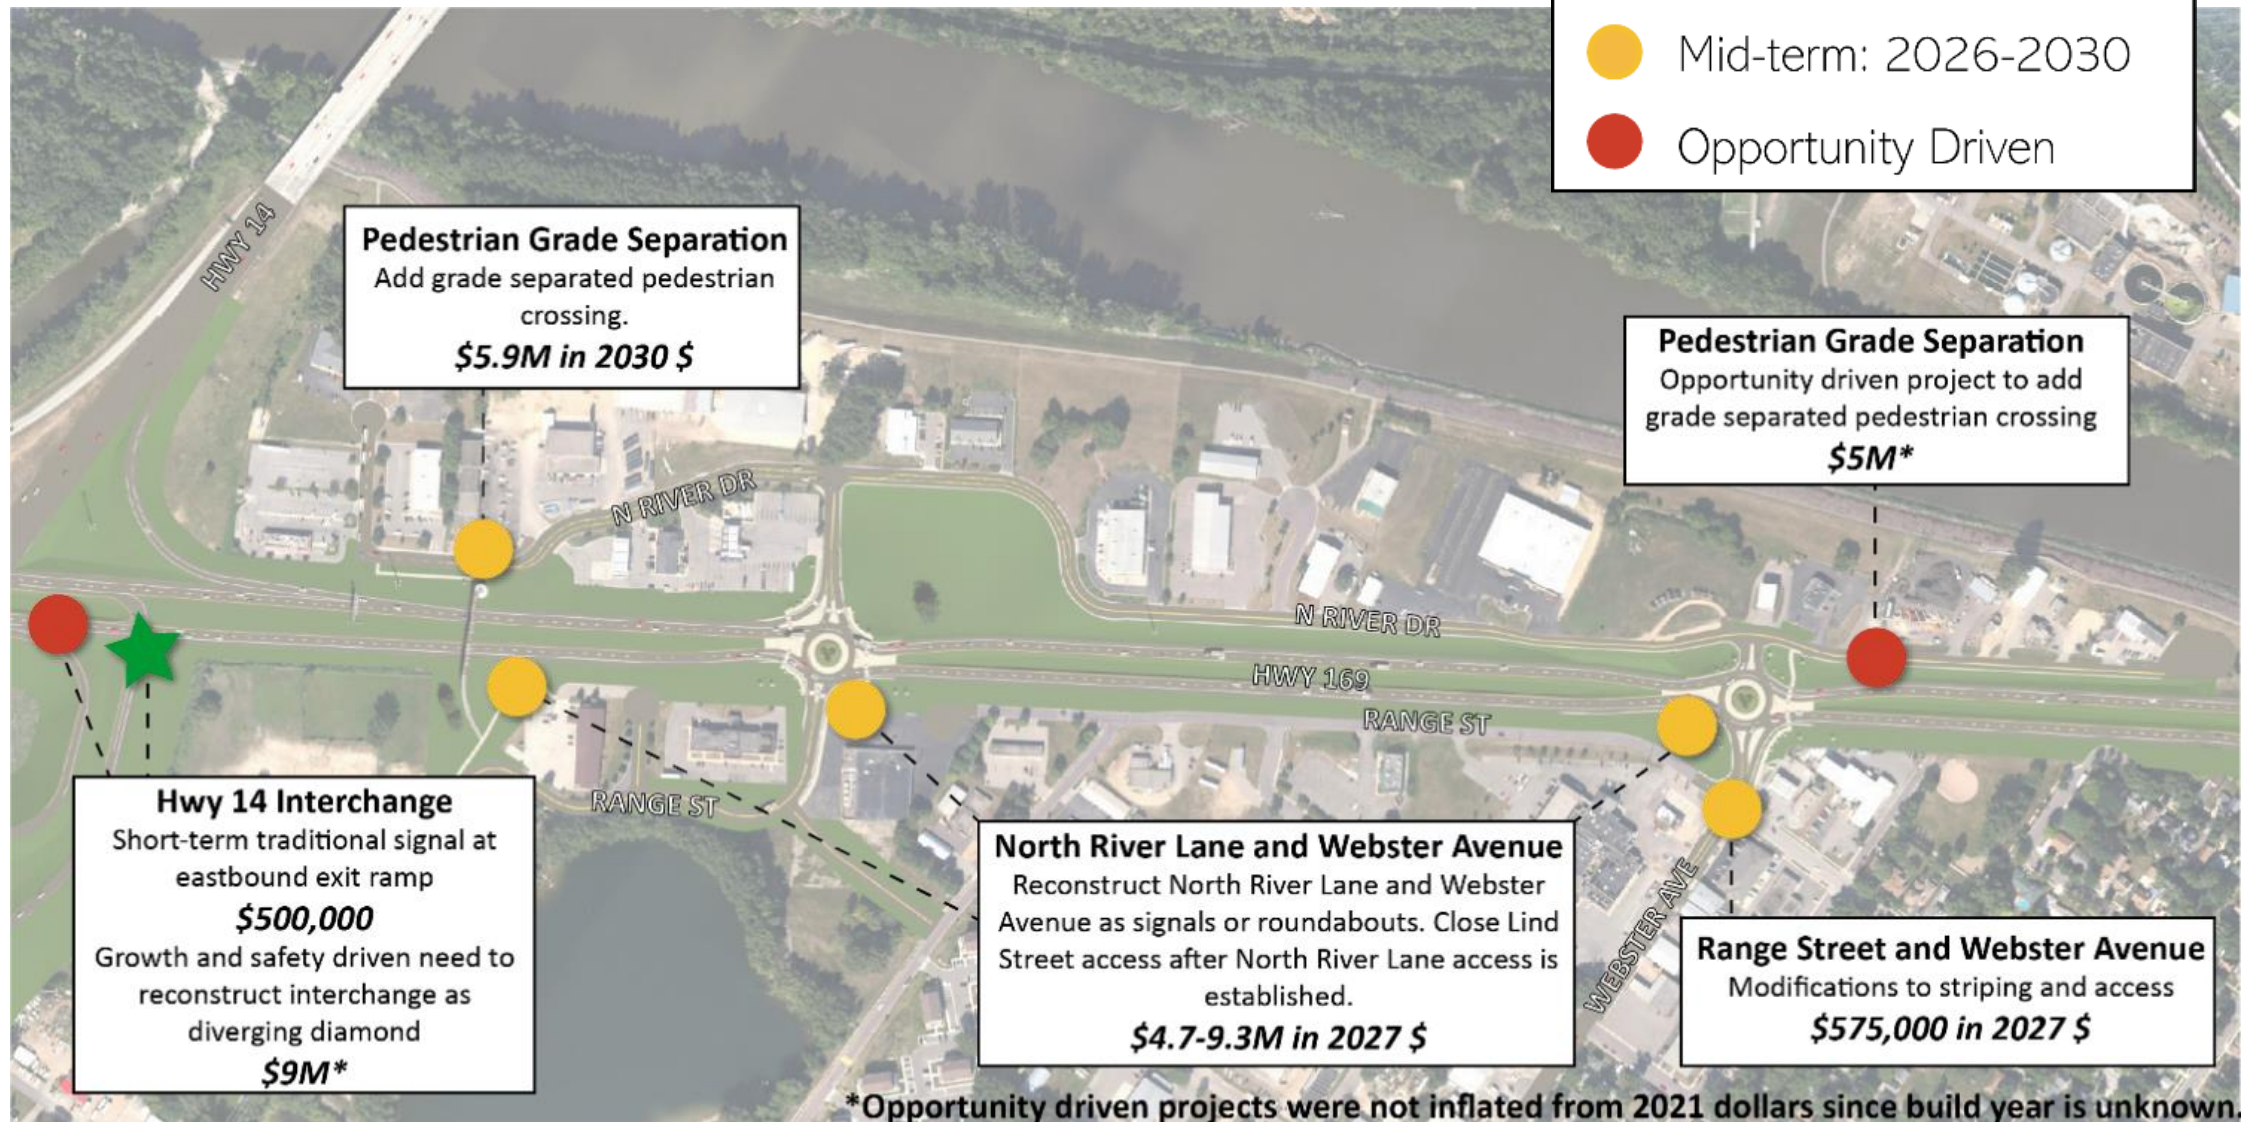 Mid-term: 2026-2030
Opportunity Driven
HWY 14
Pedestrian Grade Separation
Add grade separated pedestrian
crossing.
$5.9M in 2030 $
Pedestrian Grade Separation
Opportunity driven project to add
grade separated pedestrian crossing
$5M*
N RIVER DR
N RIVER DR
HWY 169
RANGE ST
RANGE ST
WEBSTER AVE
Hwy 14 Interchange
Short-term traditional signal at
eastbound exit ramp
$500,000
Growth and safety driven need to
reconstruct interchange as
diverging diamond
$9M*
North River Lane and Webster Avenue
Reconstruct North River Lane and Webster
Avenue as signals or roundabouts. Close Lind
Street access after North River Lane access is
established.
$4.7-9.3M in 2027 $
Range Street and Webster Avenue
Modifications to striping and access
$575,000 in 2027 $
*Opportunity driven projects were not inflated from 2021 dollars since build year is unknown.